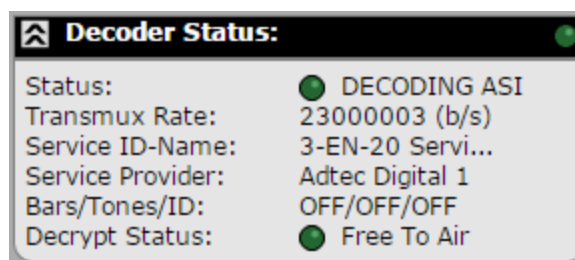 Decoder Status:
Status: DECODING ASI
Transmux Rate: 23000003 (b/s)
Service ID-Name: 3-EN-20 Servi...
Service Provider: Adtec Digital 1
Bars/Tones/ID: OFF/OFF/OFF
Decrypt Status: Free To Air